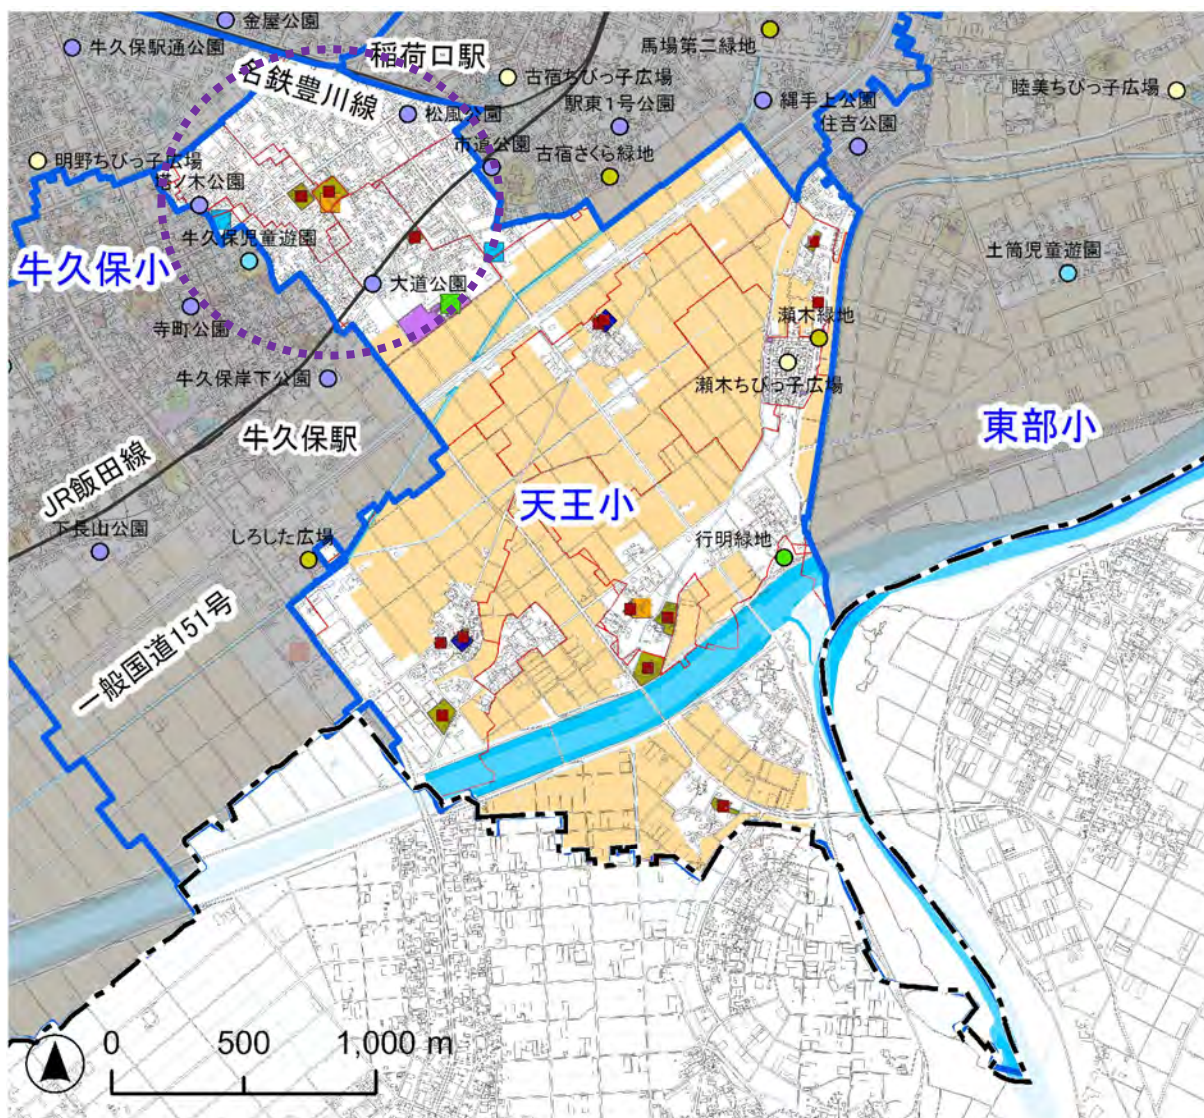 金屋公園
牛久保駅通公園
稲荷口駅
馬場第二緑地
名鉄豊川線
古宿ちびっ子広場
睦美ちびっ子広場
松風公園
駅東1号公園
縄手上公園
住吉公園
市道公園
古宿さくら緑地
明野ちびっ子広場
塔ノ木公園
牛久保児童遊園
牛久保小
土筒児童遊園
大道公園
寺町公園
瀬木緑地
牛久保岸下公園
瀬木ちびっ子広場
牛久保駅
東部小
JR飯田線
天王小
下長山公園
しろした広場
行明緑地
一般国道151号
0 500 1,000 m